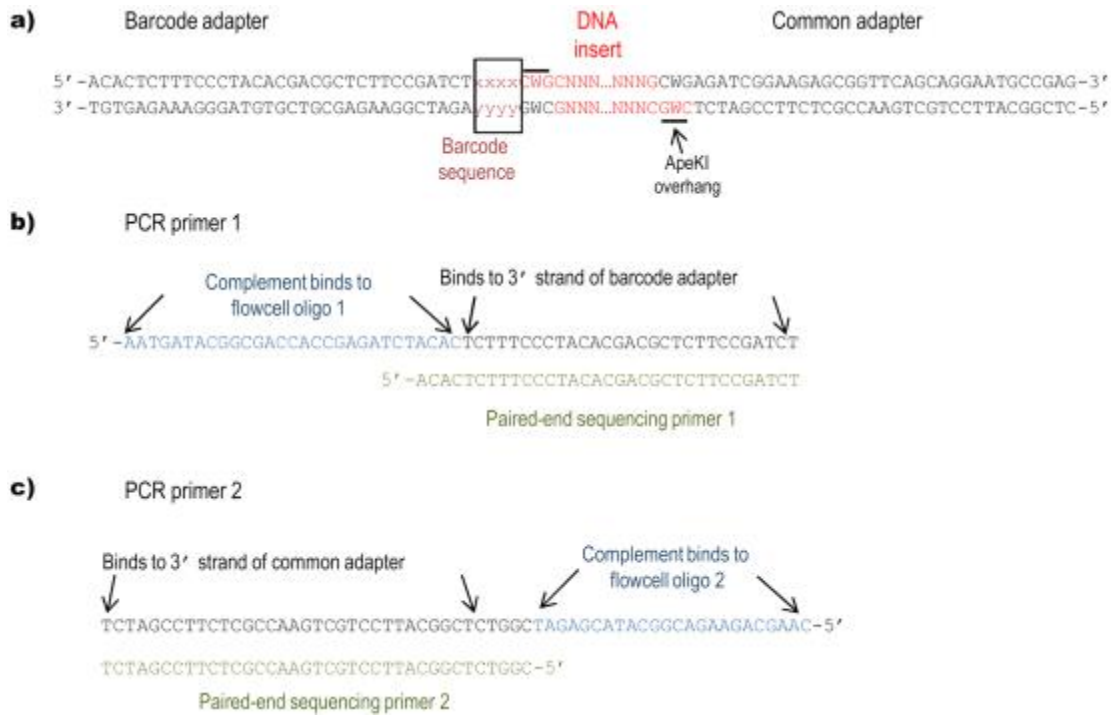 a) Barcode adapter DNA Common adapter
insert
5′-ACACTCTTTCCCTACACGACGCTCTTCCGATCTxxxxCWGCNNN…NNNGCWGAGATCGGAAGAGCGGTTCAGCAGGAATGCCGAG-3′
3′-TGTGAGAAAGGGATGTGCTGCGAGAAGGCTAGAyyyyGWCGNNN…NNNCGWCTCTAGCCTTCTCGCCAAGTCGTCCTTACGGCTC-5′
Barcode
sequence
ApeKI
overhang
b) PCR primer 1
Complement binds to
flowcell oligo 1
Binds to 3′ strand of barcode adapter
5′-AATGATACGGCGACCACCGAGATCTACACTCTTTCCCTACACGACGCTCTTCCGATCT
5′-ACACTCTTTCCCTACACGACGCTCTTCCGATCT
Paired-end sequencing primer 1
c) PCR primer 2
Binds to 3′ strand of common adapter
Complement binds to
flowcell oligo 2
TCTAGCCTTCTCGCCAAGTCGTCCTTACGGCTCTGGCTAGAGCATACGGCAGAAGACGAAC-5′
TCTAGCCTTCTCGCCAAGTCGTCCTTACGGCTCTGGC-5′
Paired-end sequencing primer 2